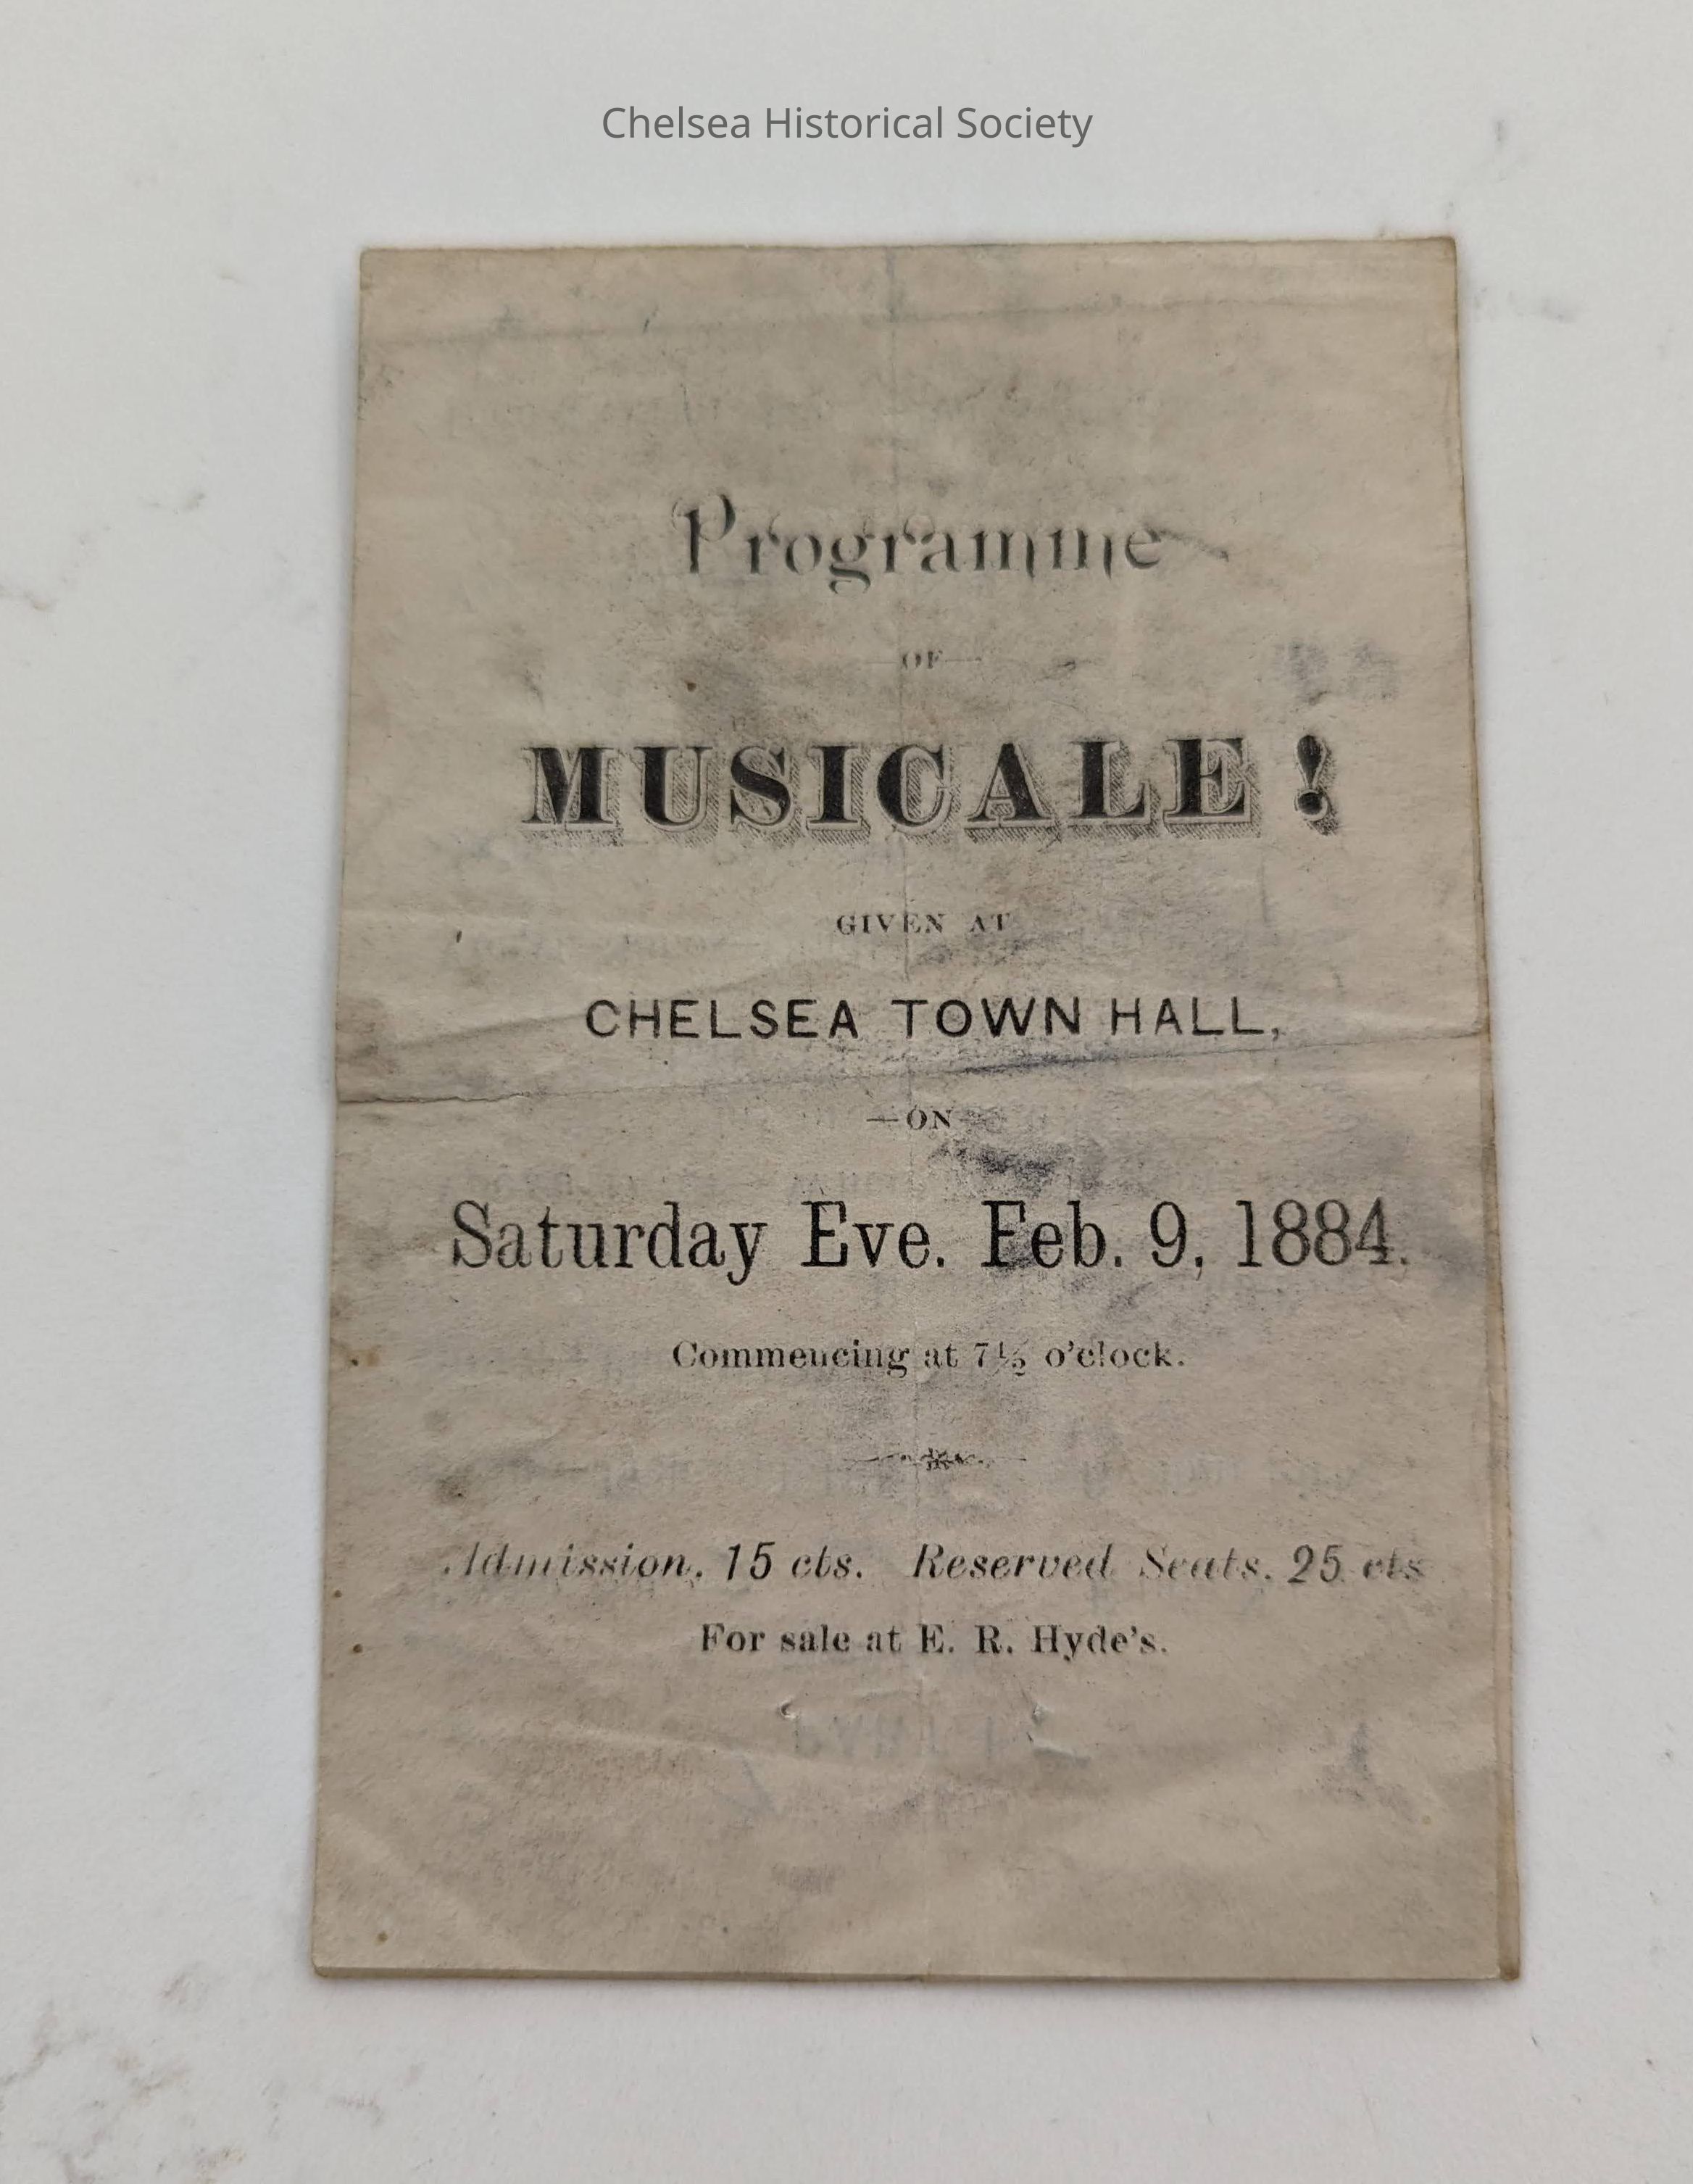 Chelsea Historical Society
Programme
—OF—
MUSICALE!
GIVEN AT
CHELSEA TOWN HALL,
—ON
Saturday Eve. Feb. 9, 1884.
Commencing at 7½ o'clock.
Admission, 15 cts. Reserved Seats, 25 cts
For sale at E. R. Hyde's.